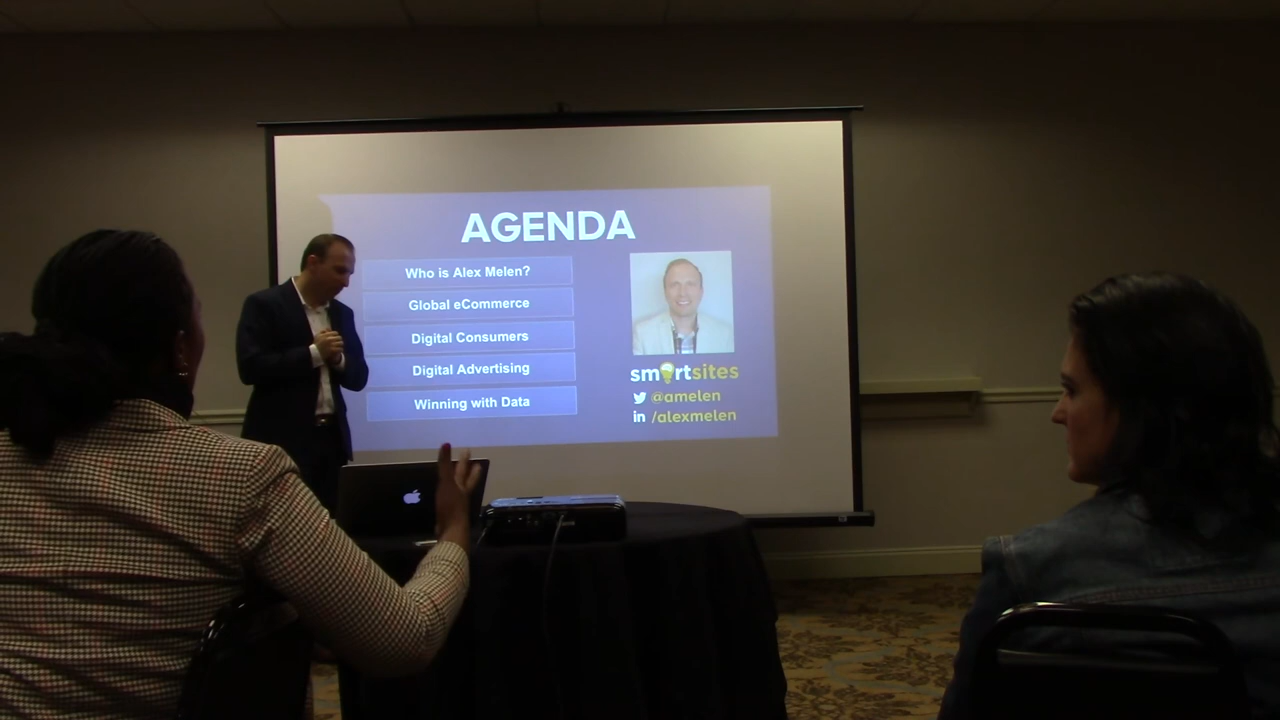 AGENDA
Who is Alex Melen?
Global eCommerce
Digital Consumers
Digital Advertising
Winning with Data
smartsites
@amelen
in /alexmelen